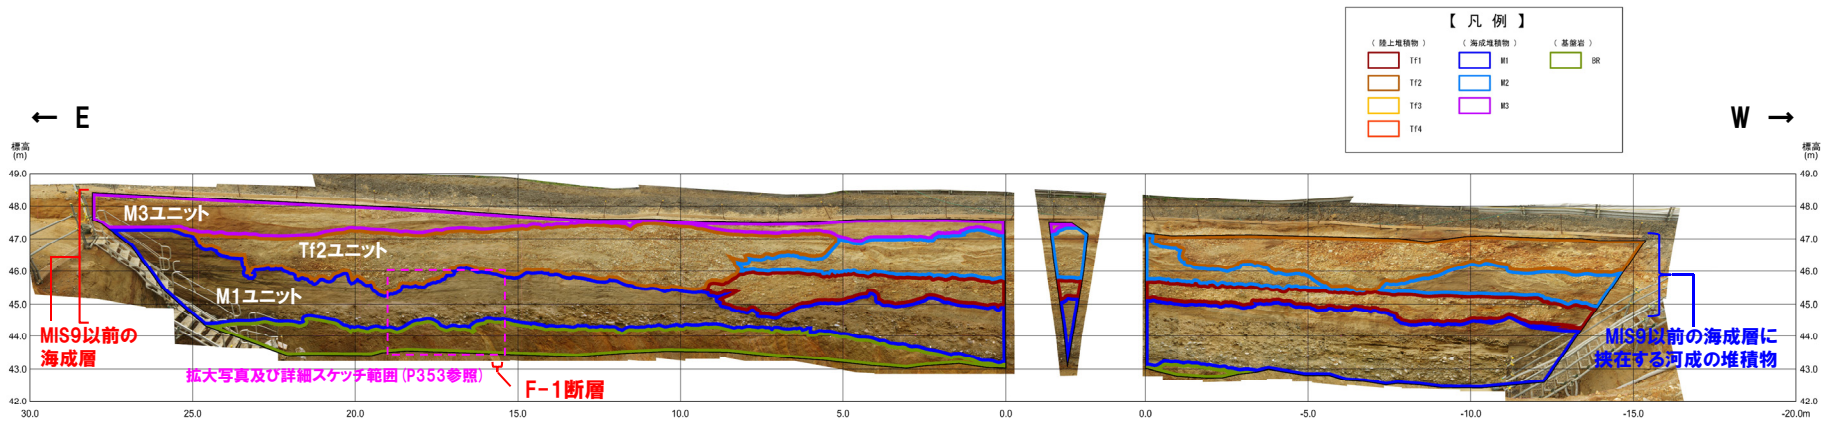 【 凡 例 】
( 陸上堆積物 ) ( 海成堆積物 ) ( 基盤岩 )
Tf1 M1 BR
Tf2 M2
Tf3 M3
Tf4
← E
W →
標高
(m)
標高
(m)
49.0
48.0
47.0
46.0
45.0
44.0
43.0
42.0
49.0
48.0
47.0
46.0
45.0
44.0
43.0
42.0
M3ユニット
Tf2ユニット
M1ユニット
MIS9以前の
海成層
拡大写真及び詳細スケッチ範囲(P353参照)
F-1断層
MIS9以前の海成層に
挟在する河成の堆積物
30.0 25.0 20.0 15.0 10.0 5.0 0.0 0.0 -5.0 -10.0 -15.0 -20.0m